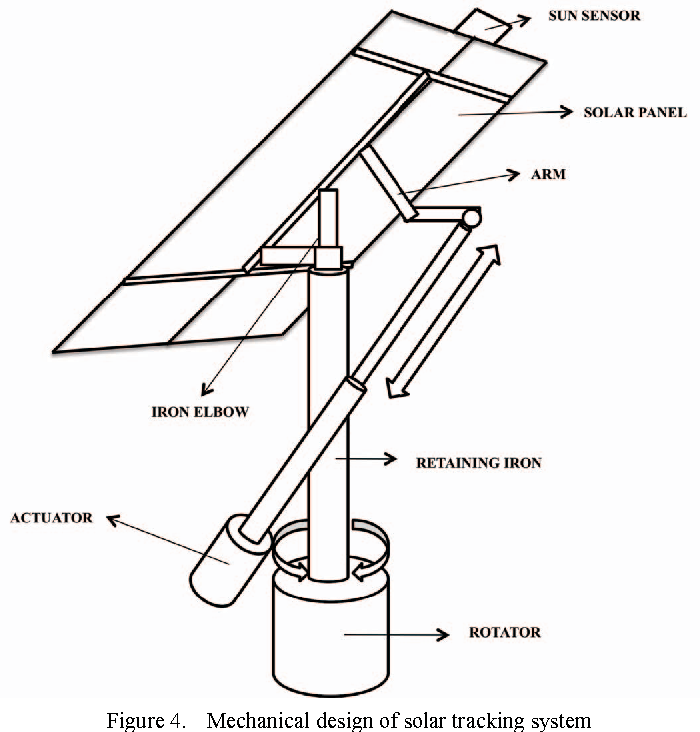 SUN SENSOR
SOLAR PANEL
ARM
IRON ELBOW
RETAINING IRON
ACTUATOR
ROTATOR
Figure 4. Mechanical design of solar tracking system